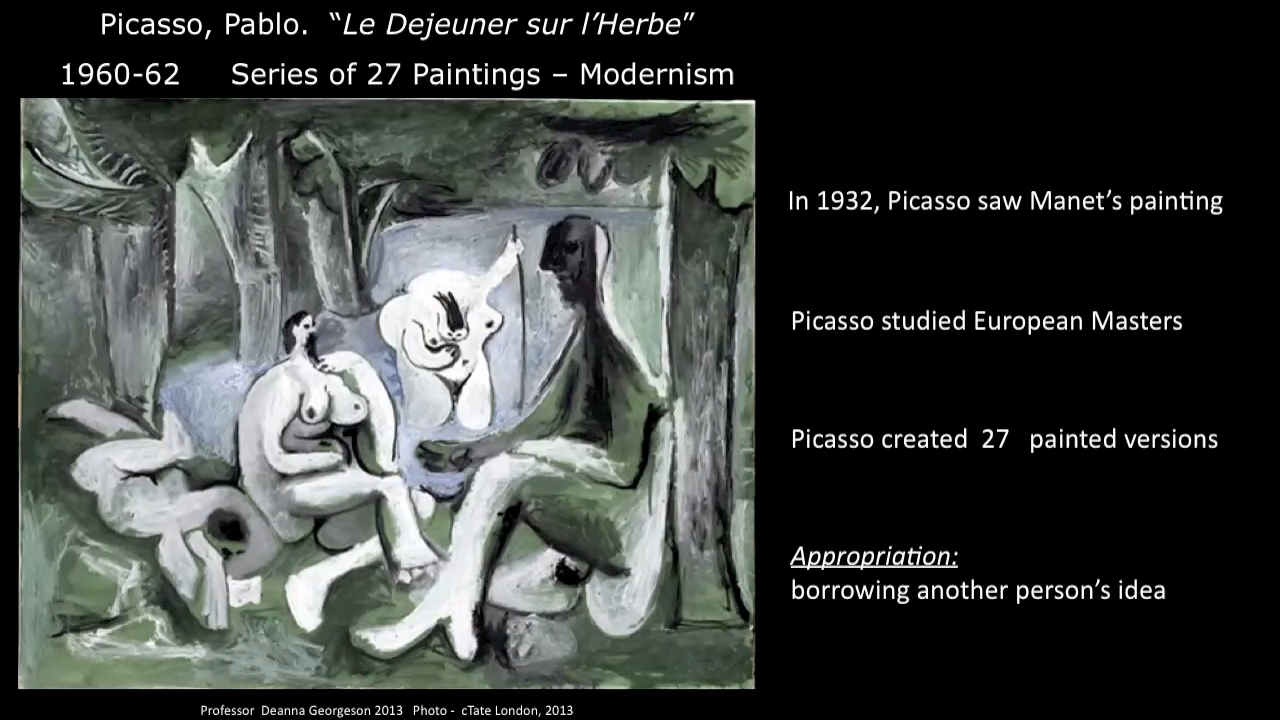 Picasso, Pablo. “Le Dejeuner sur l’Herbe”
1960-62 Series of 27 Paintings – Modernism
In 1932, Picasso saw Manet’s painting
Picasso studied European Masters
Picasso created 27 painted versions
Appropriation:
borrowing another person’s idea
Professor Deanna Georgeson 2013 Photo - cTate London, 2013